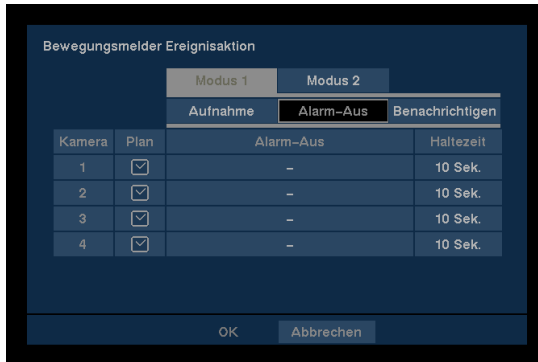 Bewegungsmelder Ereignisaktion
Modus 1 Modus 2
Aufnahme Alarm-Aus Benachrichtigen
Kamera Plan Alarm-Aus Haltezeit
1 – 10 Sek.
2 – 10 Sek.
3 – 10 Sek.
4 – 10 Sek.
OK Abbrechen